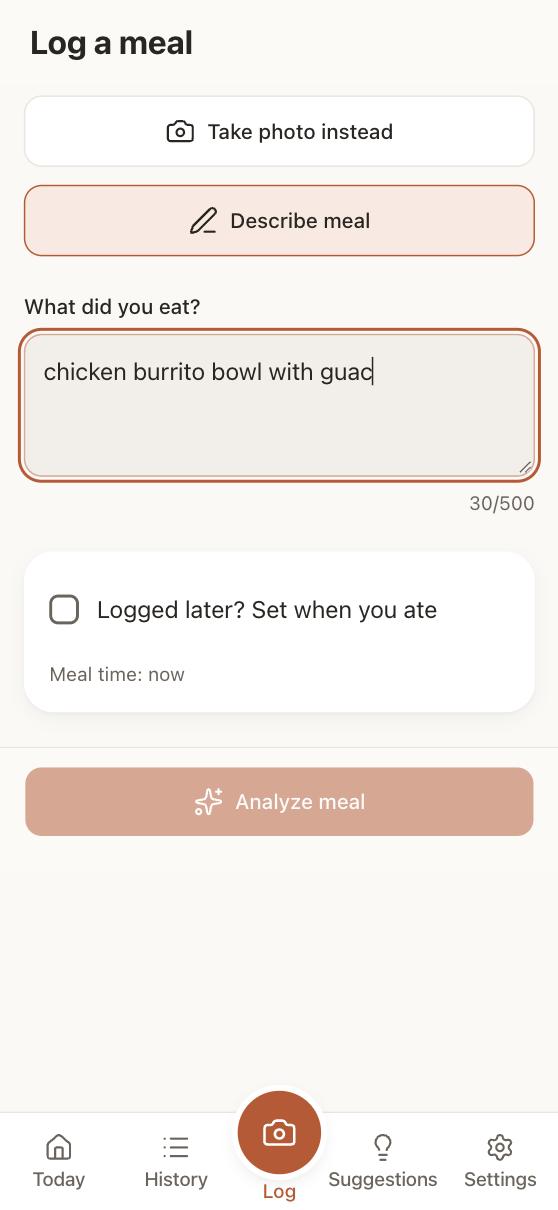 Log a meal
Take photo instead
Describe meal
What did you eat?
chicken burrito bowl with guac
30/500
Logged later? Set when you ate
Meal time: now
Analyze meal
Today
History
Log
Suggestions
Settings